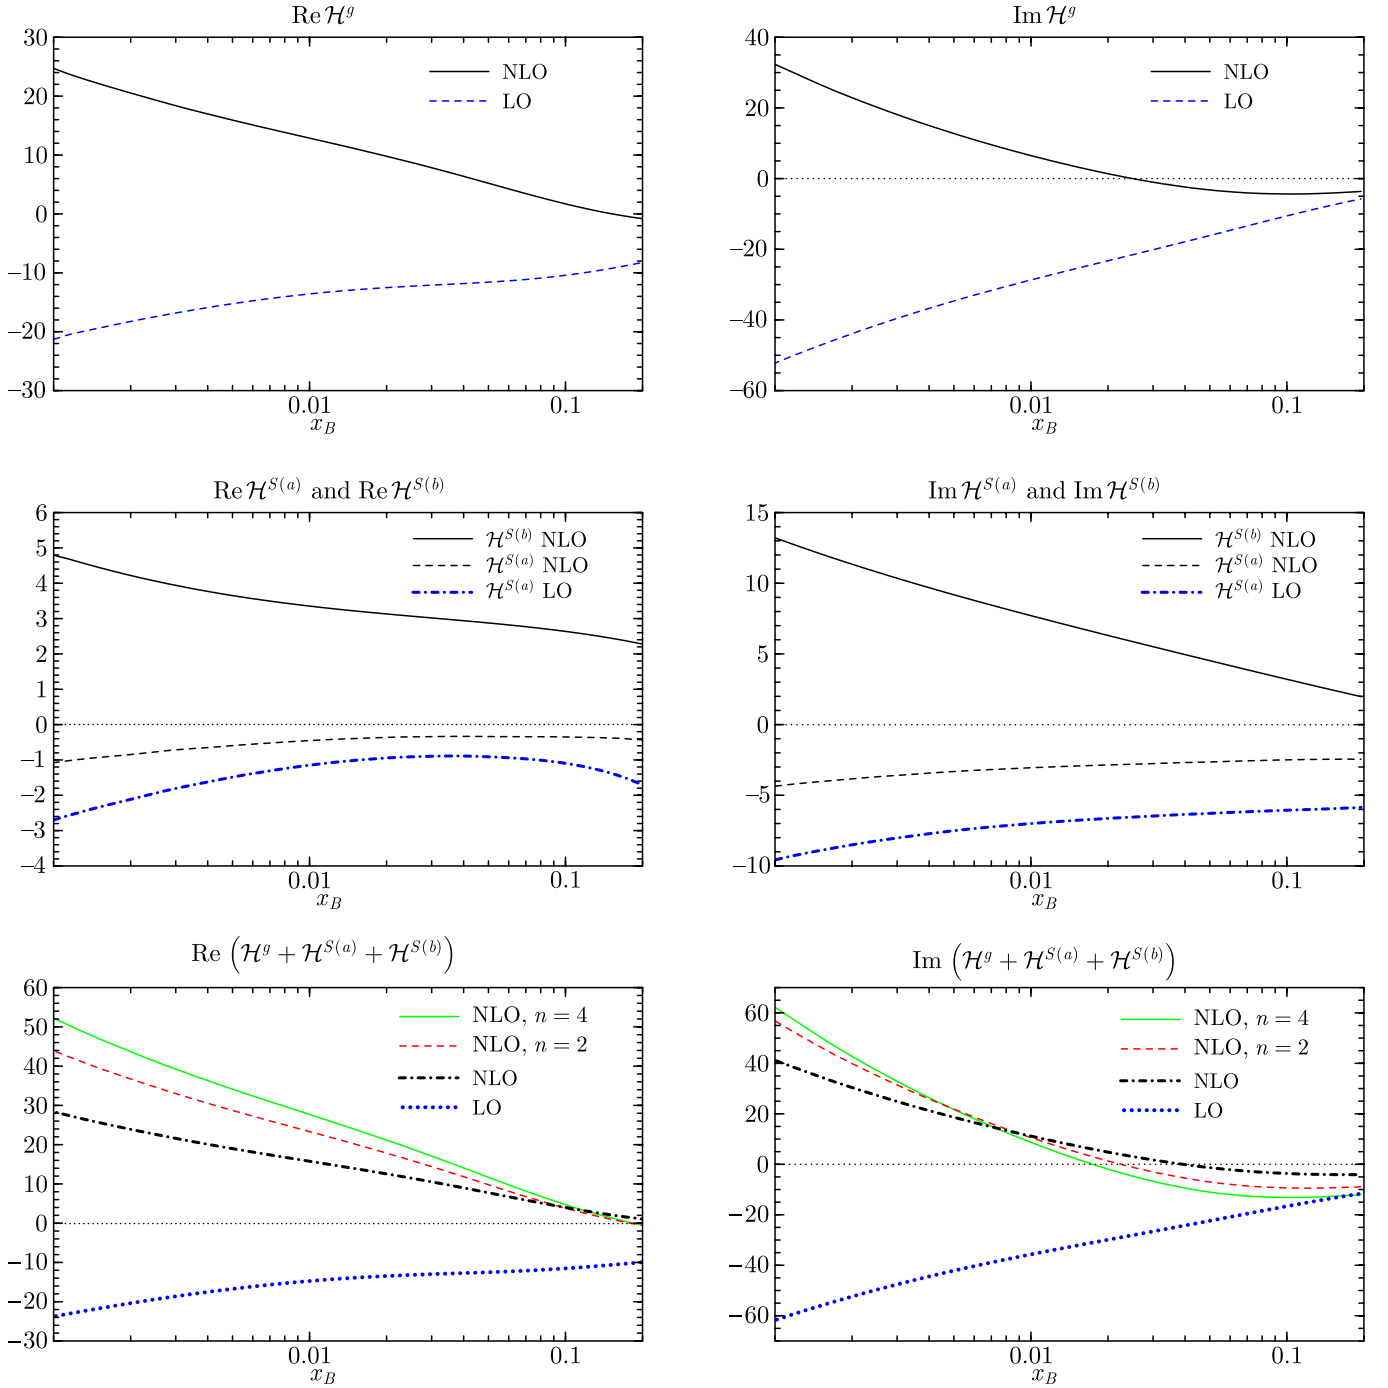 Re ℋ^g
30
20
10
0
−10
−20
−30
NLO
LO
0.01
0.1
x_B
Im ℋ^g
40
20
0
−20
−40
−60
NLO
LO
0.01
0.1
x_B
Re ℋ^{S(a)} and Re ℋ^{S(b)}
6
5
4
3
2
1
0
−1
−2
−3
−4
ℋ^{S(b)} NLO
ℋ^{S(a)} NLO
ℋ^{S(a)} LO
0.01
0.1
x_B
Im ℋ^{S(a)} and Im ℋ^{S(b)}
15
10
5
0
−5
−10
ℋ^{S(b)} NLO
ℋ^{S(a)} NLO
ℋ^{S(a)} LO
0.01
0.1
x_B
Re (ℋ^g + ℋ^{S(a)} + ℋ^{S(b)})
60
50
40
30
20
10
0
−10
−20
−30
NLO, n = 4
NLO, n = 2
NLO
LO
0.01
0.1
x_B
Im (ℋ^g + ℋ^{S(a)} + ℋ^{S(b)})
60
40
20
0
−20
−40
−60
NLO, n = 4
NLO, n = 2
NLO
LO
0.01
0.1
x_B